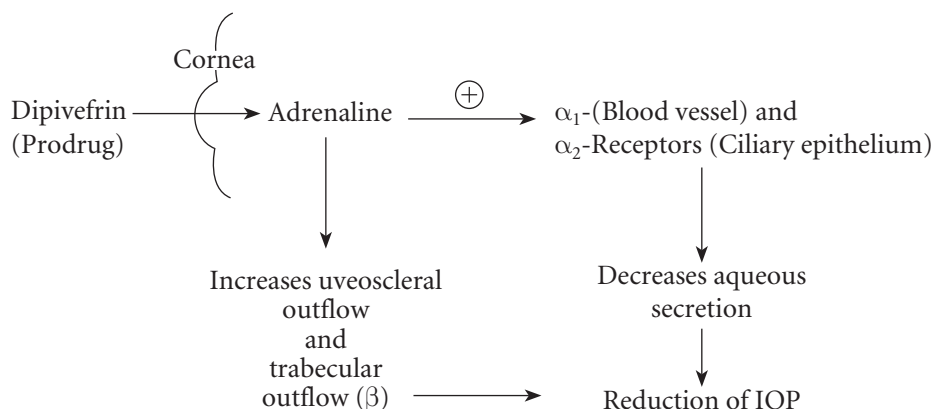 Cornea
Dipivefrin
(Prodrug)
Adrenaline
+
α₁-(Blood vessel) and
α₂-Receptors (Ciliary epithelium)
Increases uveoscleral
outflow
and
trabecular
outflow (β)
Decreases aqueous
secretion
Reduction of IOP